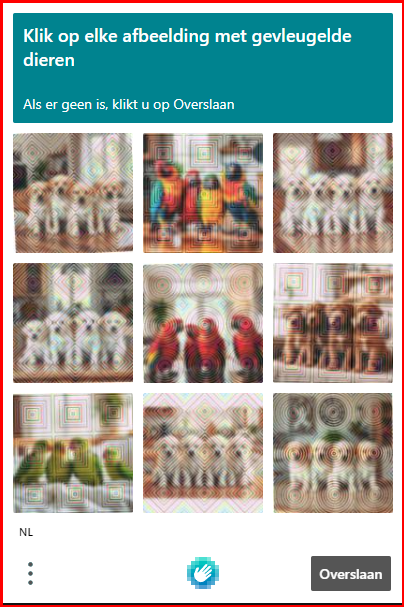 Klik op elke afbeelding met gevleugelde
dieren
Als er geen is, klikt u op Overslaan
NL
Overslaan